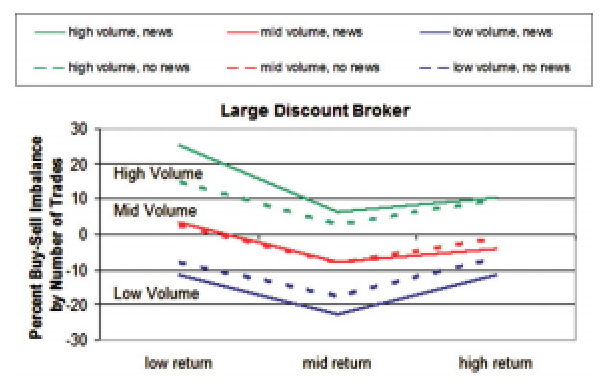 high volume, news
mid volume, news
low volume, news
high volume, no news
mid volume, no news
low volume, no news
Large Discount Broker
Percent Buy-Sell Imbalance
by Number of Trades
30
20
10
0
-10
-20
-30
High Volume
Mid Volume
Low Volume
low return
mid return
high return